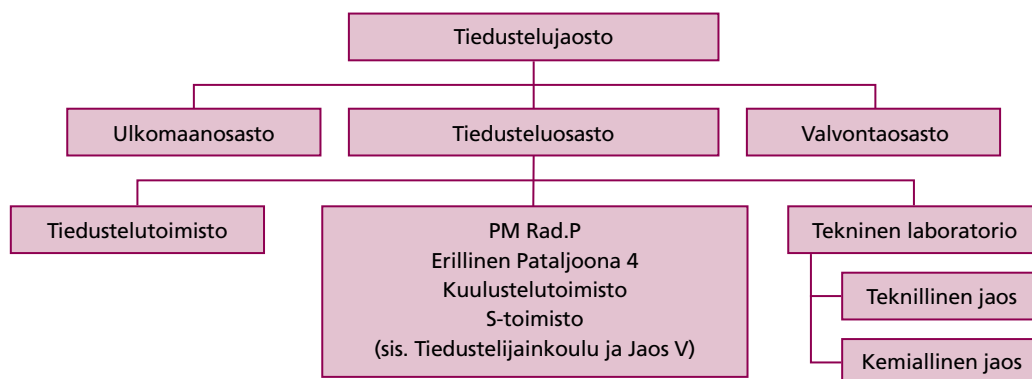 Tiedustelujaosto
Ulkomaanosasto
Tiedusteluosasto
Valvontaosasto
Tiedustelutoimisto
PM Rad.P
Erillinen Pataljoona 4
Kuulustelutoimisto
S-toimisto
(sis. Tiedustelijainkoulu ja Jaos V)
Tekninen laboratorio
Teknillinen jaos
Kemiallinen jaos